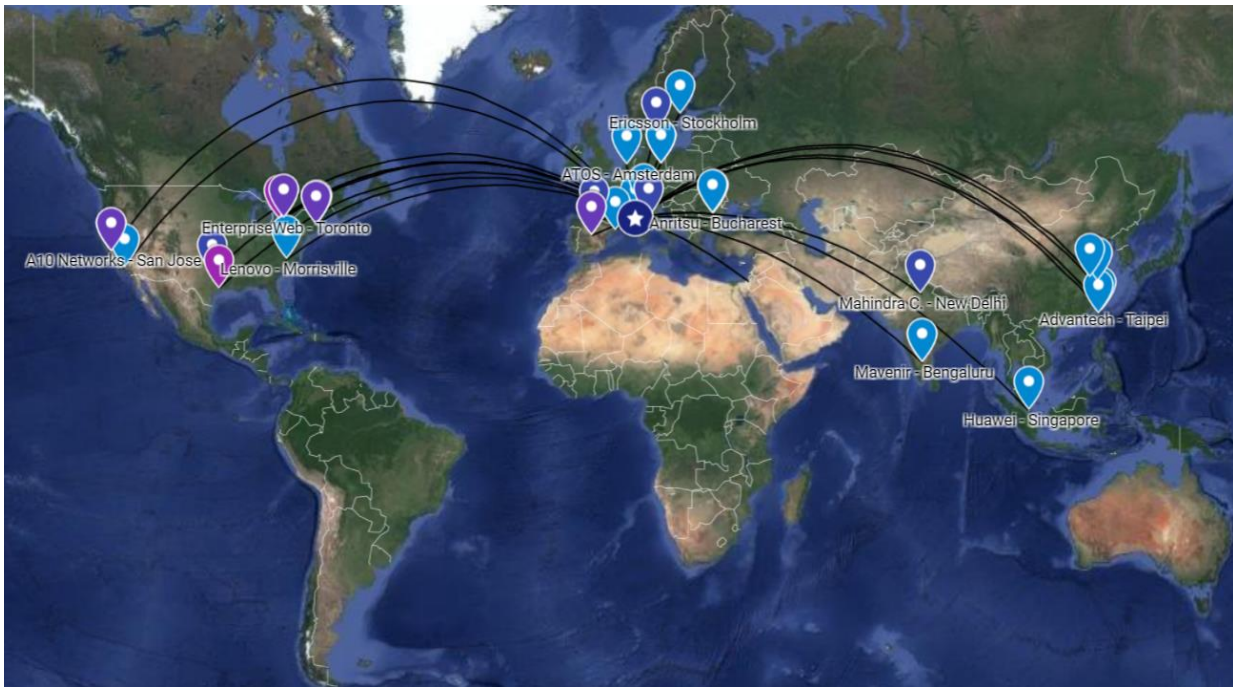 Ericsson - Stockholm
ATOS - Amsterdam
Anritsu - Bucharest
EnterpriseWeb - Toronto
A10 Networks - San Jose
Lenovo - Morrisville
Mahindra C. - New Delhi
Advantech - Taipei
Mavenir - Bengaluru
Huawei - Singapore